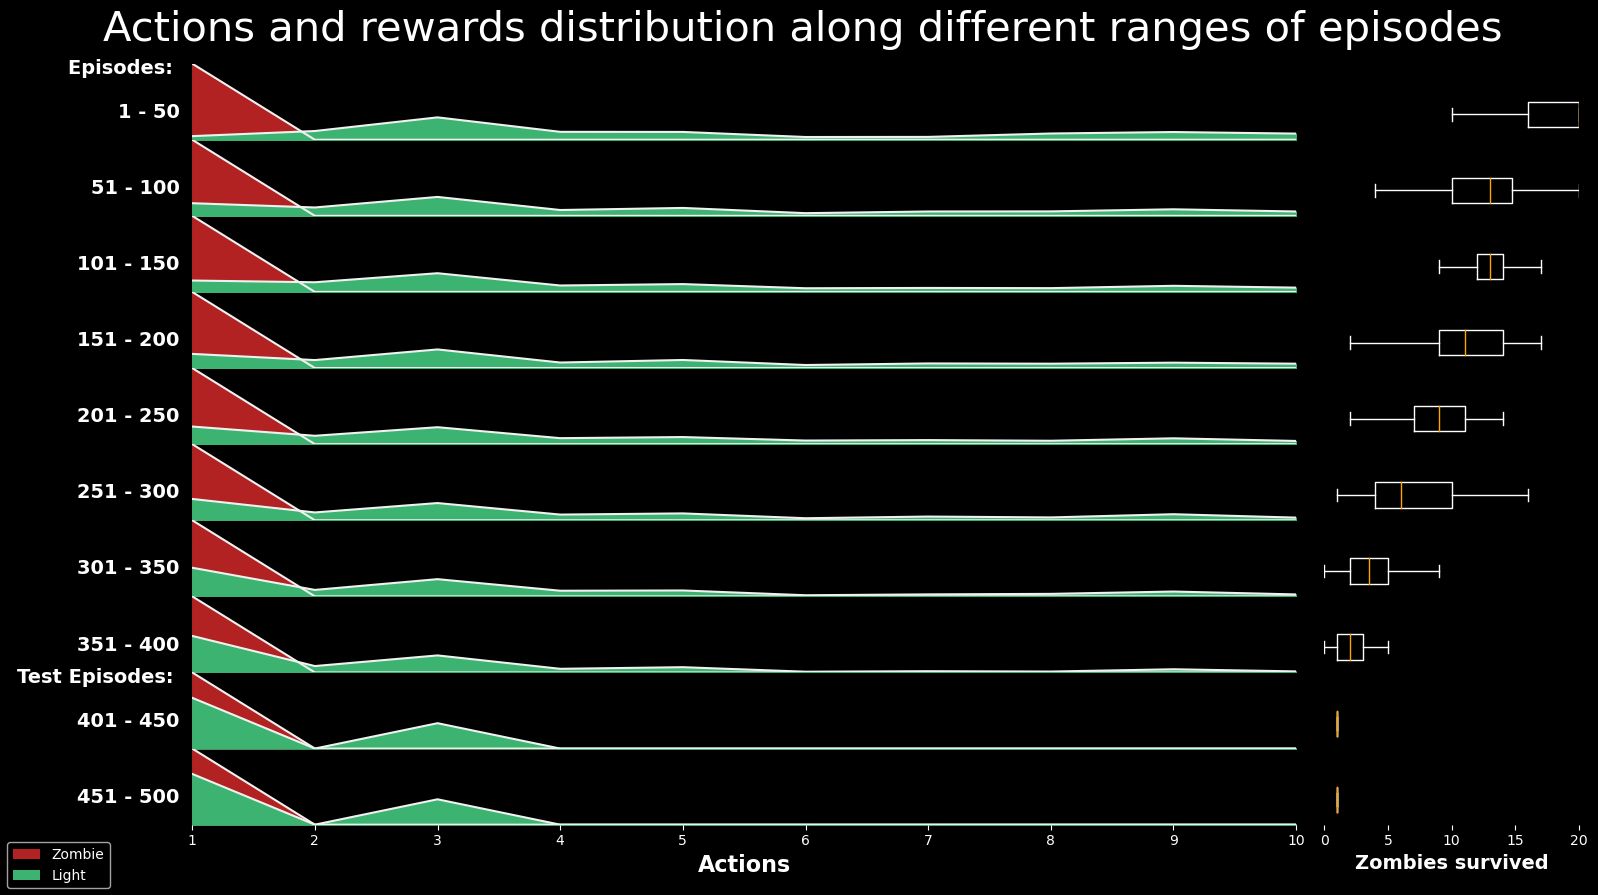 Actions and rewards distribution along different ranges of episodes
Episodes:
1 - 50
51 - 100
101 - 150
151 - 200
201 - 250
251 - 300
301 - 350
351 - 400
Test Episodes:
401 - 450
451 - 500
1 2 3 4 5 6 7 8 9 10
Actions
0 5 10 15 20
Zombies survived
Zombie
Light